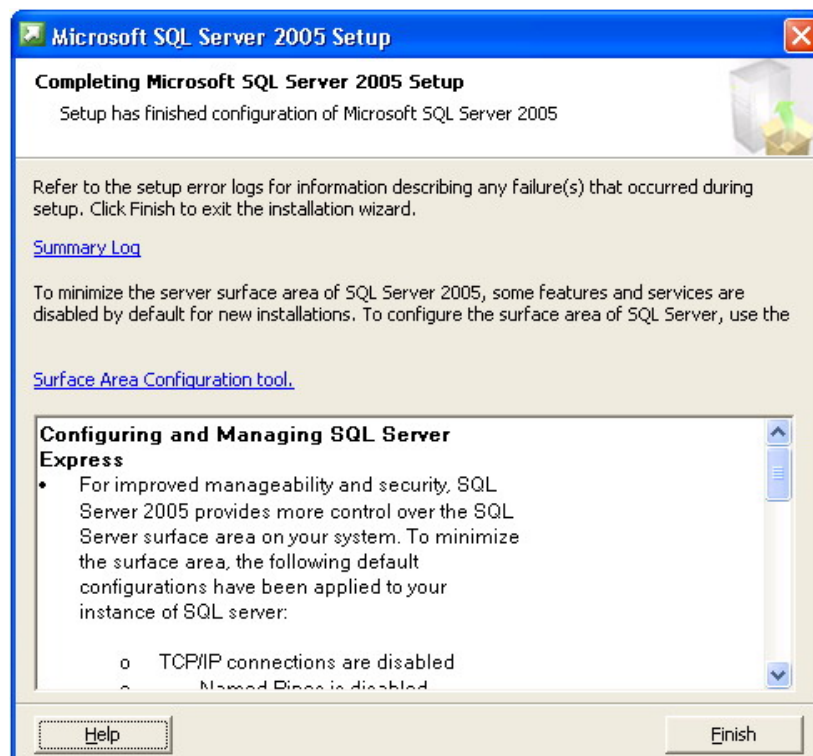 Microsoft SQL Server 2005 Setup
Completing Microsoft SQL Server 2005 Setup
Setup has finished configuration of Microsoft SQL Server 2005
Refer to the setup error logs for information describing any failure(s) that occurred during
setup. Click Finish to exit the installation wizard.
Summary Log
To minimize the server surface area of SQL Server 2005, some features and services are
disabled by default for new installations. To configure the surface area of SQL Server, use the
Surface Area Configuration tool.
Configuring and Managing SQL Server
Express
• For improved manageability and security, SQL
Server 2005 provides more control over the SQL
Server surface area on your system. To minimize
the surface area, the following default
configurations have been applied to your
instance of SQL server:
o TCP/IP connections are disabled
o Named Pipes is disabled
Help
Finish